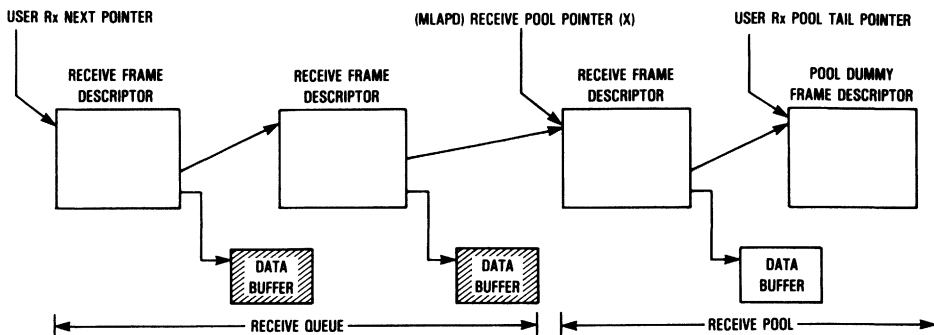 USER Rx NEXT POINTER
(MLAPD) RECEIVE POOL POINTER (X)
USER Rx POOL TAIL POINTER
RECEIVE FRAME
DESCRIPTOR
RECEIVE FRAME
DESCRIPTOR
RECEIVE FRAME
DESCRIPTOR
POOL DUMMY
FRAME DESCRIPTOR
DATA
BUFFER
DATA
BUFFER
DATA
BUFFER
RECEIVE QUEUE
RECEIVE POOL